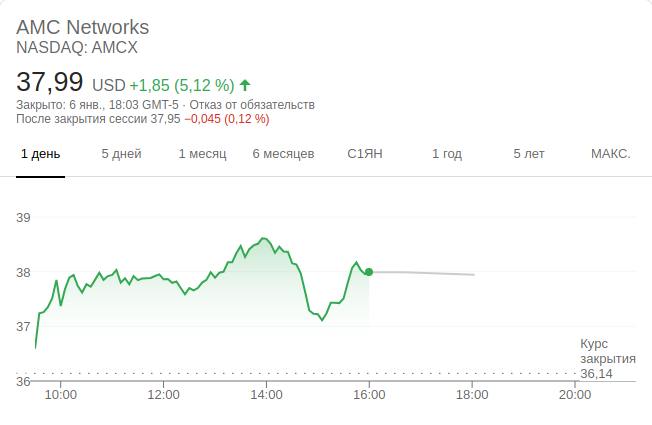 AMC Networks
NASDAQ: AMCX
37,99 USD +1,85 (5,12 %)
Закрыто: 6 янв., 18:03 GMT-5 · Отказ от обязательств
После закрытия сессии 37,95 −0,045 (0,12 %)
1 день 5 дней 1 месяц 6 месяцев С1ЯН 1 год 5 лет МАКС.
39
38
37
Курс
закрытия
36,14
36
10:00 12:00 14:00 16:00 18:00 20:00